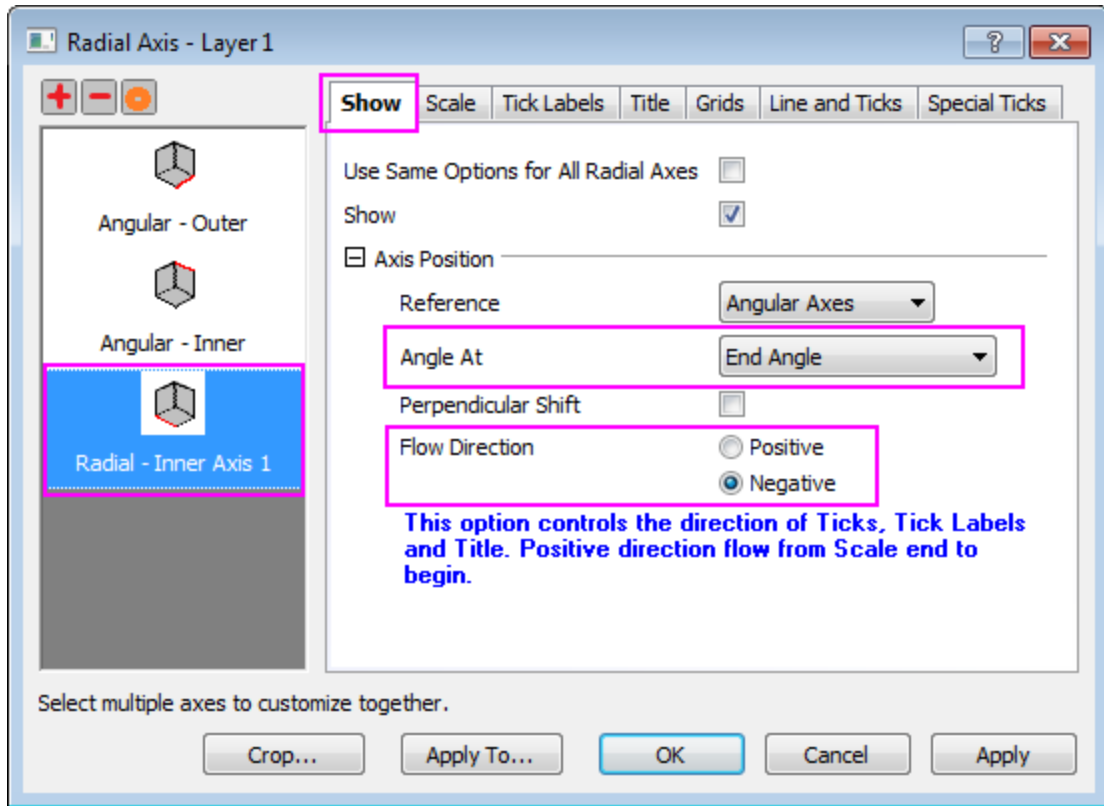 Radial Axis - Layer 1
Show Scale Tick Labels Title Grids Line and Ticks Special Ticks
Angular - Outer
Angular - Inner
Radial - Inner Axis 1
Use Same Options for All Radial Axes
Show
Axis Position
Reference Angular Axes
Angle At End Angle
Perpendicular Shift
Flow Direction Positive
Negative
This option controls the direction of Ticks, Tick Labels
and Title. Positive direction flow from Scale end to
begin.
Select multiple axes to customize together.
Crop... Apply To... OK Cancel Apply